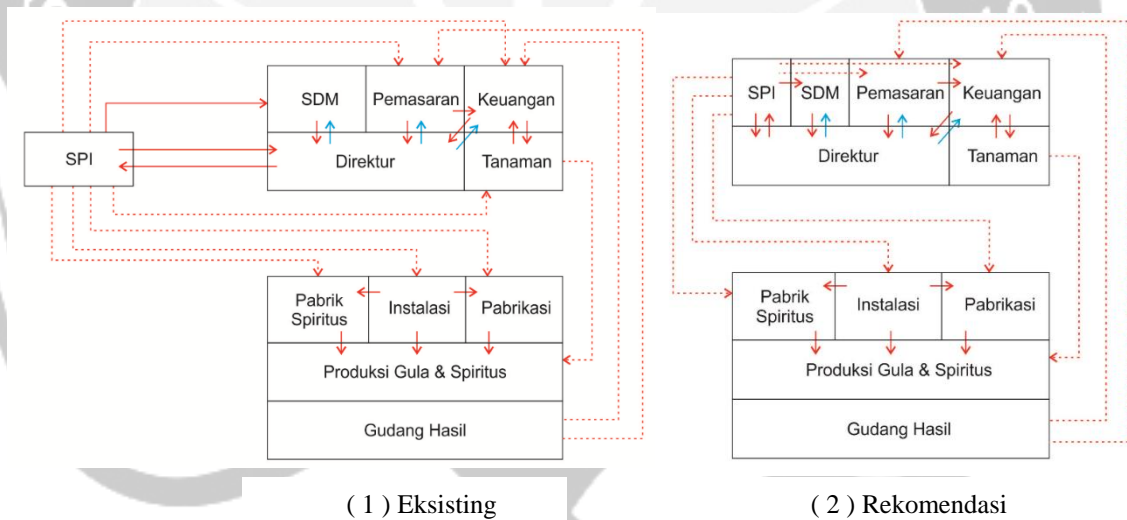 SDM
Pemasaran
Keuangan
SPI
Direktur
Tanaman
Pabrik
Spiritus
Instalasi
Pabrikasi
Produksi Gula & Spiritus
Gudang Hasil
( 1 ) Eksisting
SPI
SDM
Pemasaran
Keuangan
Direktur
Tanaman
Pabrik
Spiritus
Instalasi
Pabrikasi
Produksi Gula & Spiritus
Gudang Hasil
( 2 ) Rekomendasi